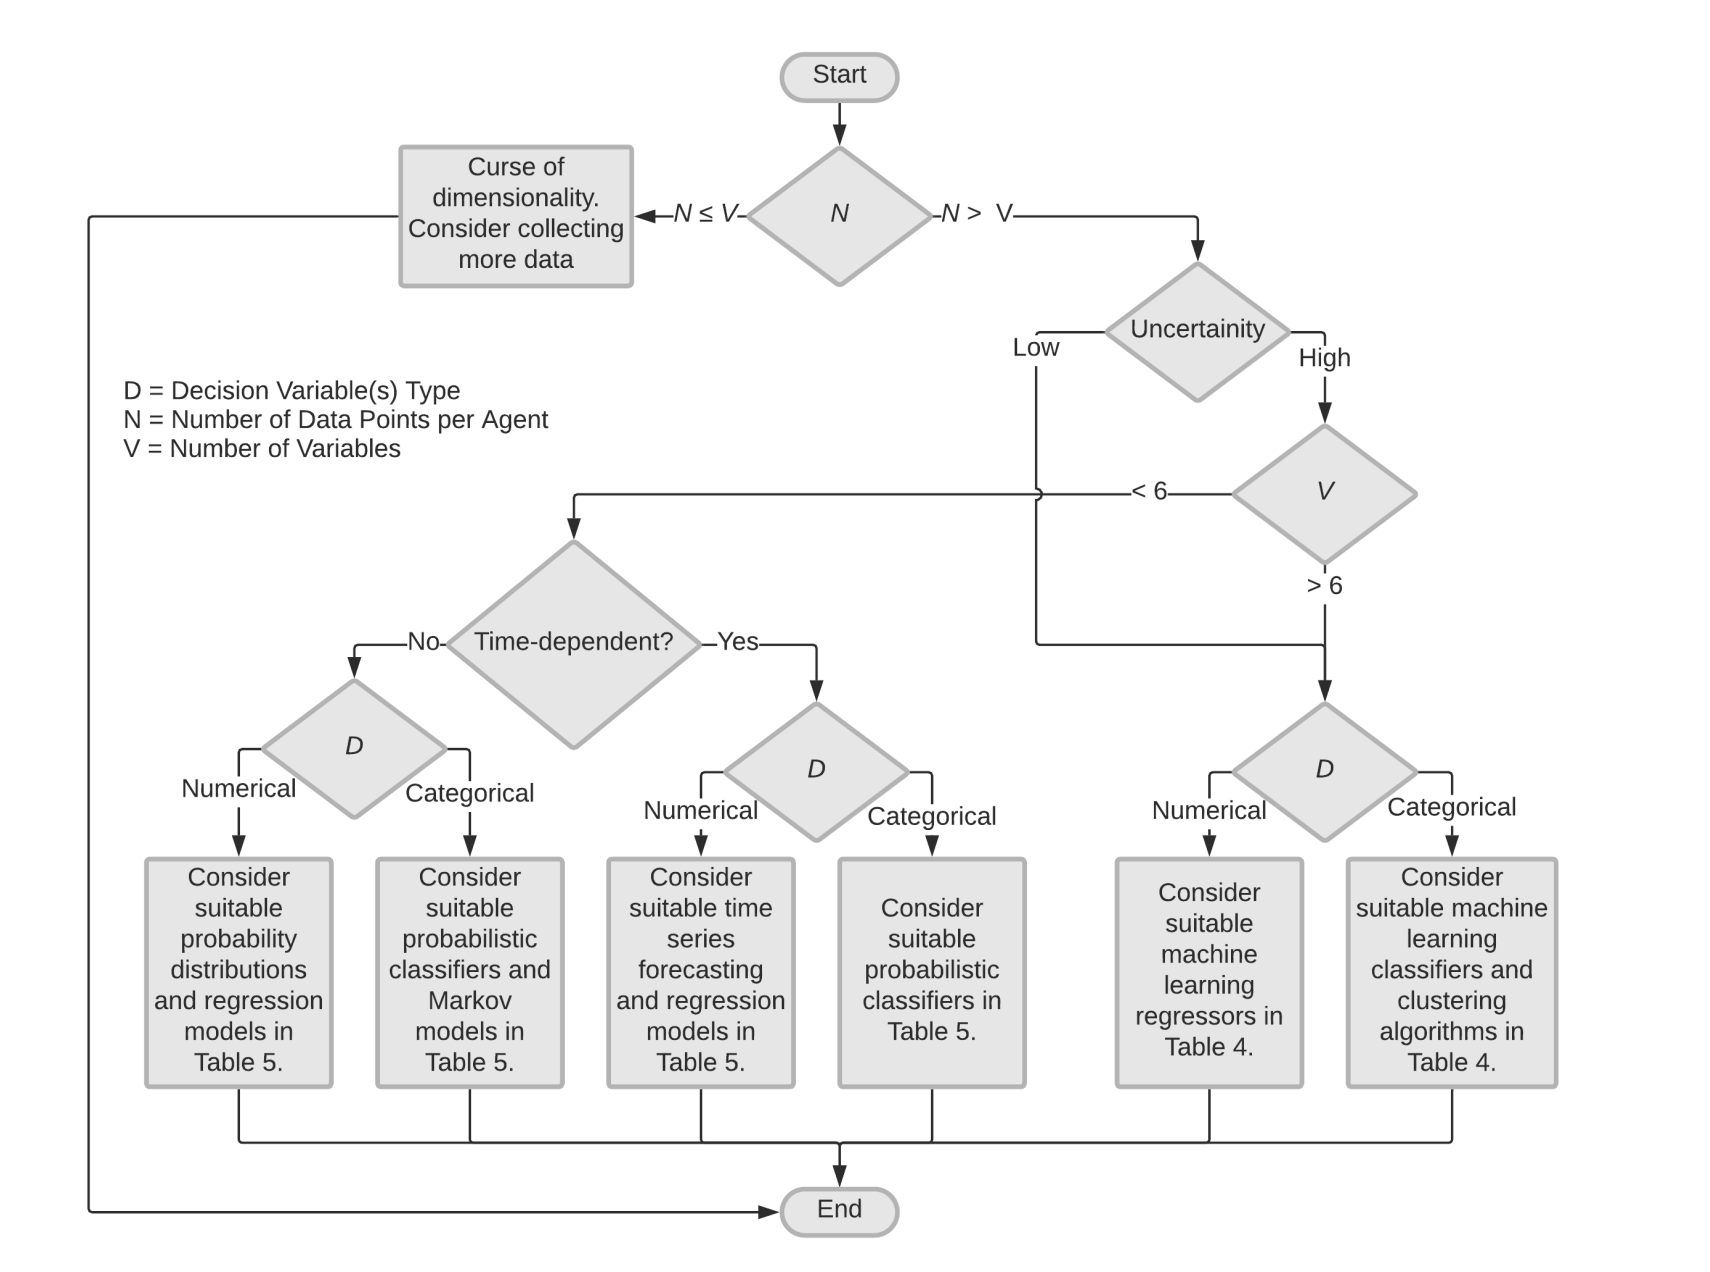 Start
Curse of
dimensionality.
Consider collecting
more data
N ≤ V
N
N > V
Uncertainity
Low
High
D = Decision Variable(s) Type
N = Number of Data Points per Agent
V = Number of Variables
< 6
V
> 6
No
Time-dependent?
Yes
D
Numerical
Categorical
D
Numerical
Categorical
D
Numerical
Categorical
Consider
suitable
probability
distributions
and regression
models in
Table 5.
Consider
suitable
probabilistic
classifiers and
Markov
models in
Table 5.
Consider
suitable time
series
forecasting
and regression
models in
Table 5.
Consider
suitable
probabilistic
classifiers in
Table 5.
Consider
suitable
machine
learning
regressors in
Table 4.
Consider
suitable machine
learning
classifiers and
clustering
algorithms in
Table 4.
End